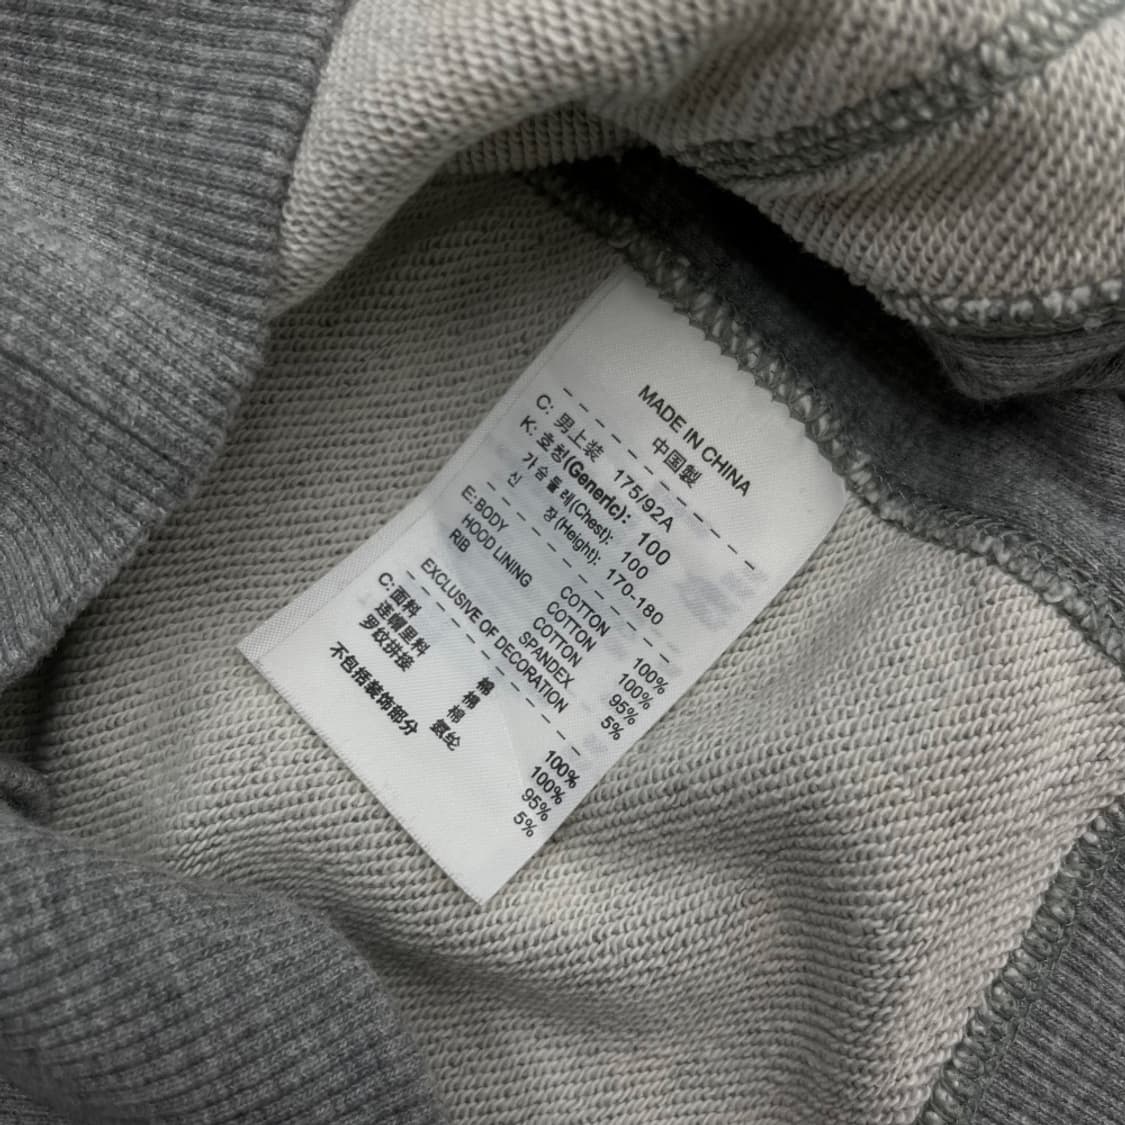 MADE IN CHINA
中国製
C: 男上装 175/92A
K: 호칭(Generic): 100
가슴둘레(Chest): 100
신 장(Height): 170-180
E:BODY COTTON 100%
HOOD LINING COTTON 100%
RIB COTTON 95%
SPANDEX 5%
EXCLUSIVE OF DECORATION
C:面料 棉 100%
连帽里料 棉 100%
罗纹拼接 棉 95%
氨纶 5%
不包括装饰部分